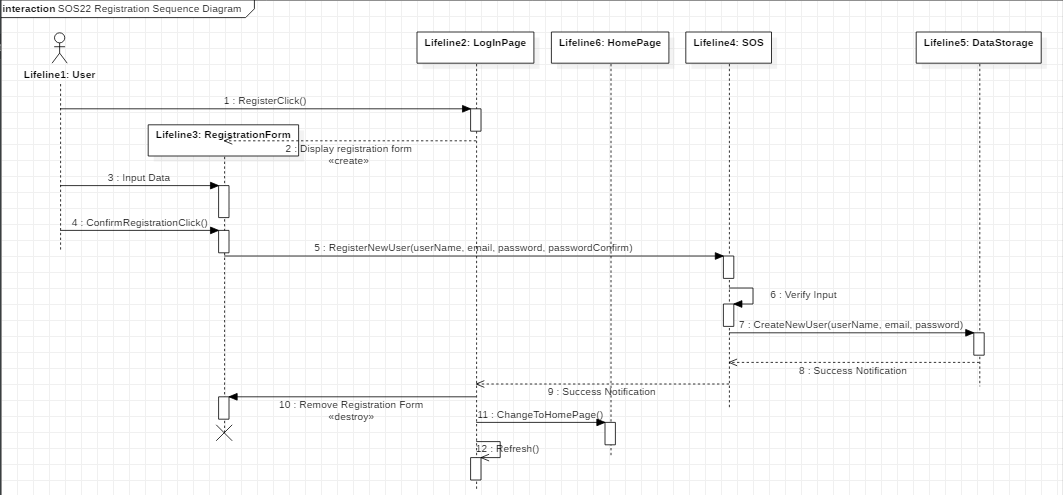 interaction SOS22 Registration Sequence Diagram
Lifeline1: User
Lifeline2: LogInPage
Lifeline6: HomePage
Lifeline4: SOS
Lifeline5: DataStorage
1 : RegisterClick()
Lifeline3: RegistrationForm
2 : Display registration form
«create»
3 : Input Data
4 : ConfirmRegistrationClick()
5 : RegisterNewUser(userName, email, password, passwordConfirm)
6 : Verify Input
7 : CreateNewUser(userName, email, password)
8 : Success Notification
9 : Success Notification
10 : Remove Registration Form
«destroy»
11 : ChangeToHomePage()
12 : Refresh()